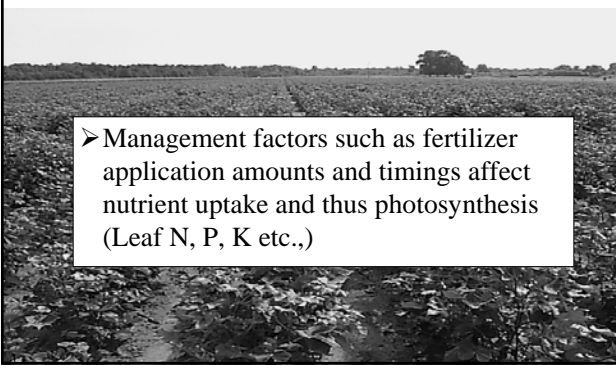 ➢Management factors such as fertilizer
application amounts and timings affect
nutrient uptake and thus photosynthesis
(Leaf N, P, K etc.,)